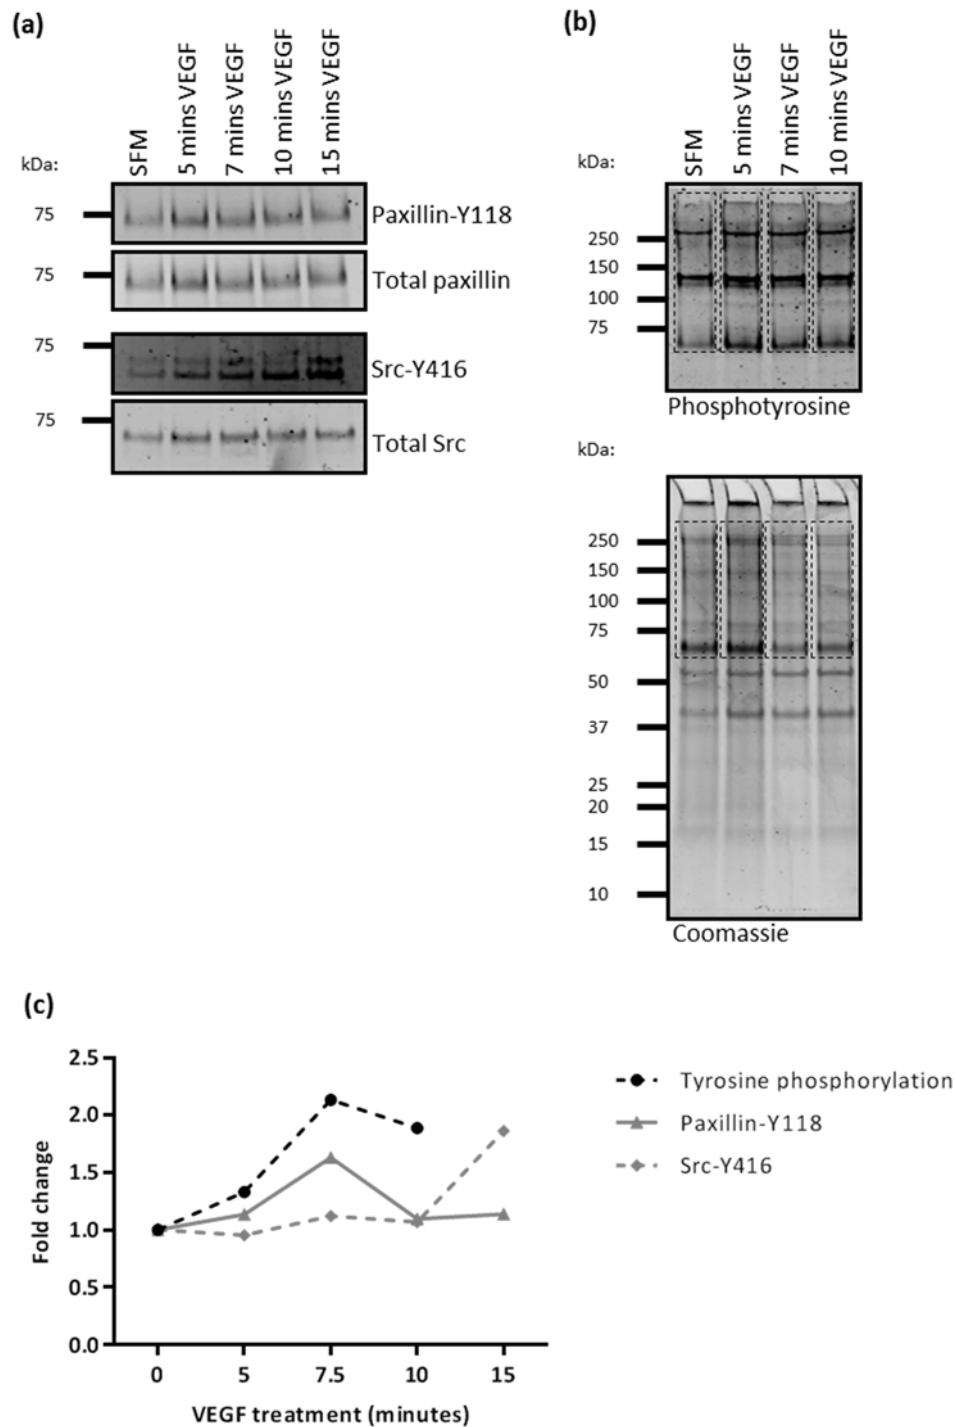 (a)
SFM
5 mins VEGF
7 mins VEGF
10 mins VEGF
15 mins VEGF
kDa:
75
Paxillin-Y118
75
Total paxillin
75
Src-Y416
75
Total Src
(b)
SFM
5 mins VEGF
7 mins VEGF
10 mins VEGF
kDa:
250
150
100
75
Phosphotyrosine
kDa:
250
150
100
75
50
37
25
20
15
10
Coomassie
(c)
2.5
2.0
1.5
1.0
0.5
0.0
Fold change
0 5 7.5 10 15
VEGF treatment (minutes)
Tyrosine phosphorylation
Paxillin-Y118
Src-Y416